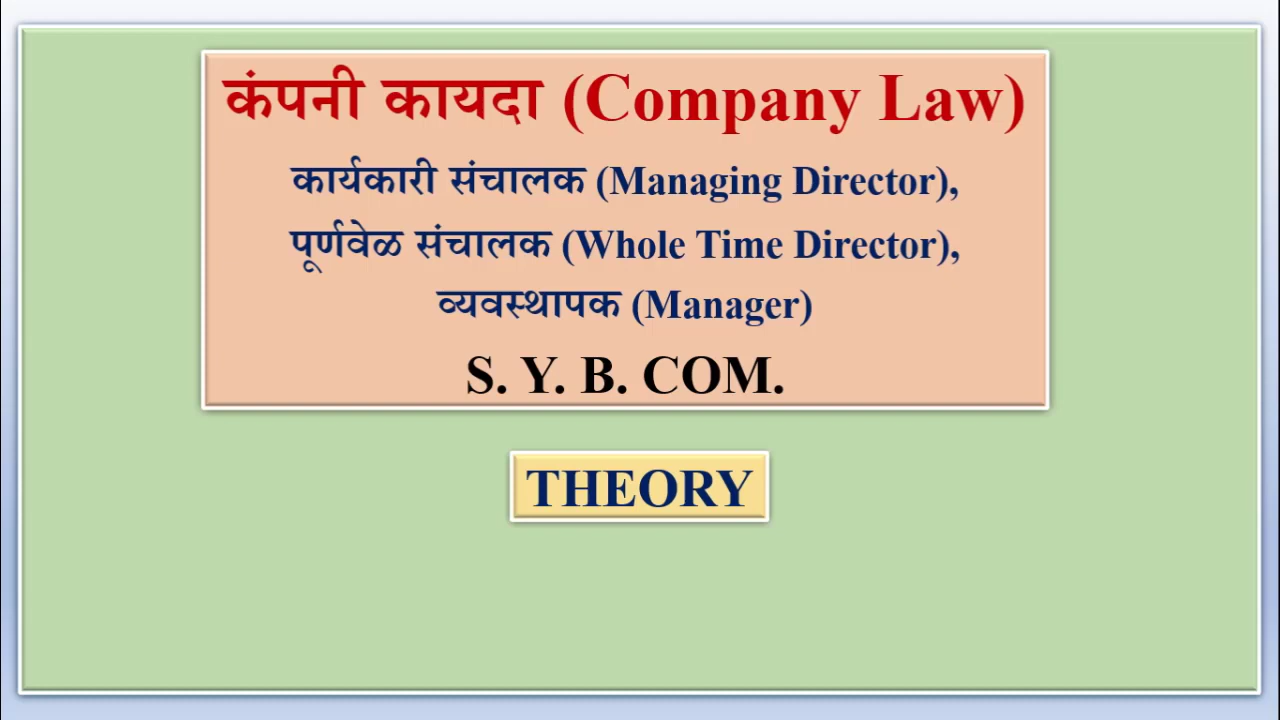 कंपनी कायदा (Company Law)
कार्यकारी संचालक (Managing Director),
पूर्णवेळ संचालक (Whole Time Director),
व्यवस्थापक (Manager)
S. Y. B. COM.
THEORY